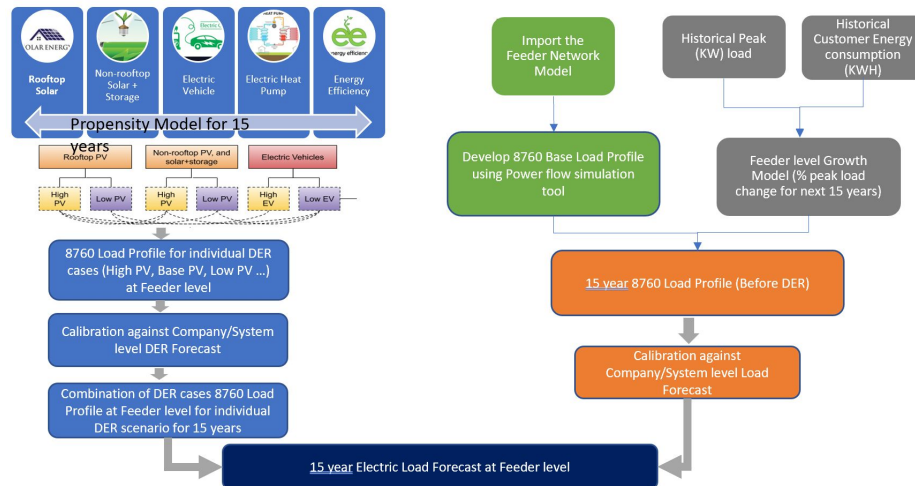 OLAR ENERGY
Rooftop
Solar
Non-rooftop
Solar +
Storage
Electric
Electric
Vehicle
HEAT PUMP
Electric Heat
Pump
ee
energy efficiency
Energy
Efficiency
Propensity Model for 15
years
Rooftop PV
Non-rooftop PV, and
solar+storage
Electric Vehicles
High
PV
Low PV
High
PV
Low PV
High
EV
Low EV
8760 Load Profile for individual DER
cases (High PV, Base PV, Low PV ...)
at Feeder level
Calibration against Company/System
level DER Forecast
Combination of DER cases 8760 Load
Profile at Feeder level for individual
DER scenario for 15 years
Import the
Feeder Network
Model
Historical Peak
(KW) load
Historical
Customer Energy
consumption
(KWH)
Develop 8760 Base Load Profile
using Power flow simulation
tool
Feeder level Growth
Model (% peak load
change for next 15 years)
15 year 8760 Load Profile (Before DER)
Calibration against
Company/System level Load
Forecast
15 year Electric Load Forecast at Feeder level